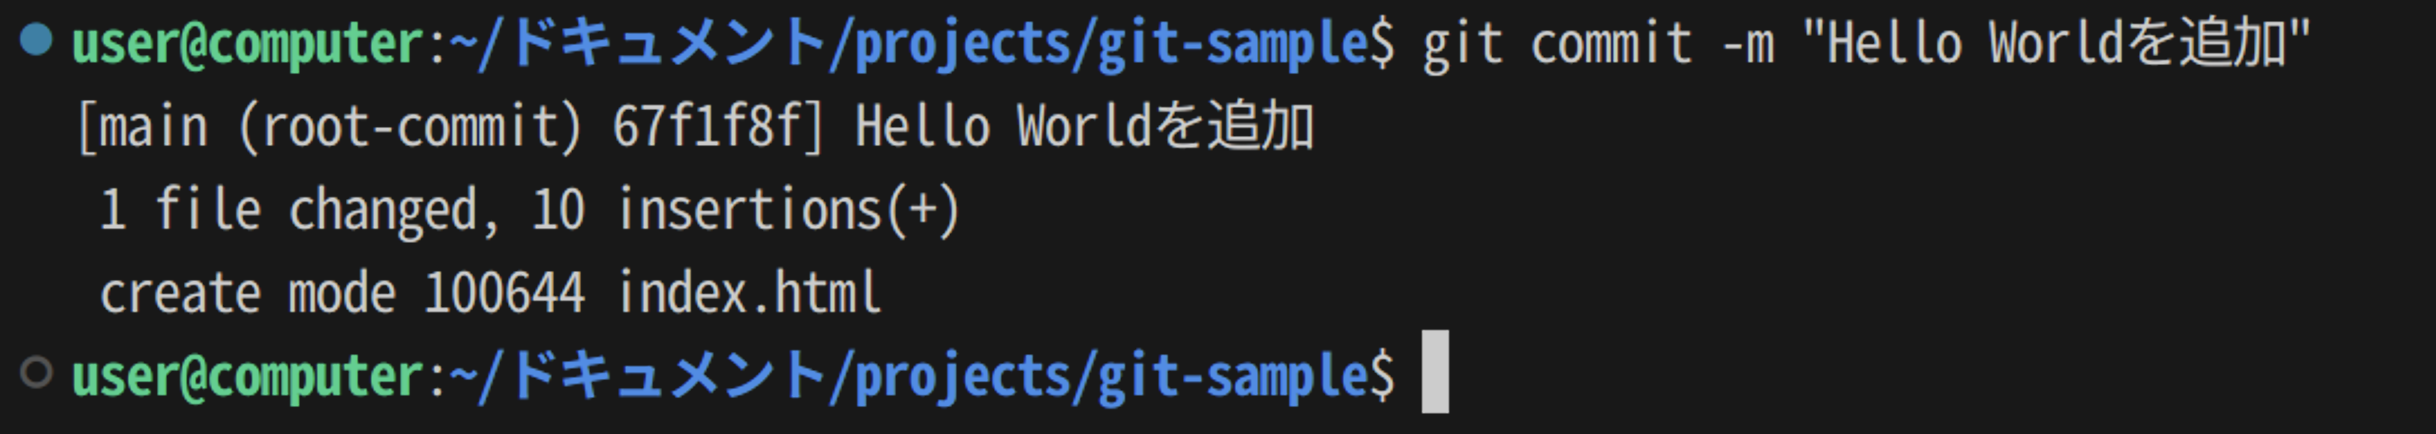 user@computer:~/ドキュメント/projects/git-sample$ git commit -m "Hello Worldを追加"
[main (root-commit) 67f1f8f] Hello Worldを追加
 1 file changed, 10 insertions(+)
 create mode 100644 index.html
user@computer:~/ドキュメント/projects/git-sample$